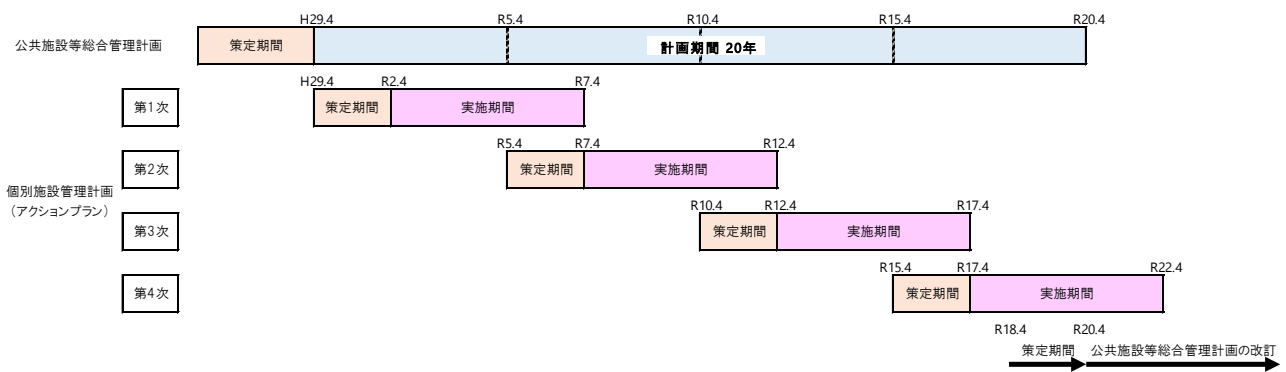 H29.4 R5.4 R10.4 R15.4 R20.4
公共施設等総合管理計画 策定期間 計画期間 20年
H29.4 R2.4 R7.4
第1次 策定期間 実施期間
R5.4 R7.4 R12.4
第2次 策定期間 実施期間
個別施設管理計画
（アクションプラン）
R10.4 R12.4 R17.4
第3次 策定期間 実施期間
R15.4 R17.4 R22.4
第4次 策定期間 実施期間
R18.4 R20.4
策定期間 公共施設等総合管理計画の改訂